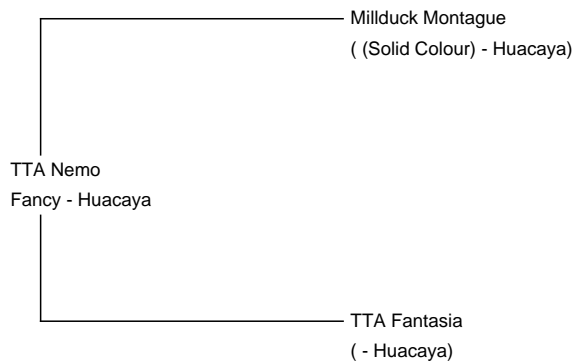 Millduck Montague
( (Solid Colour) - Huacaya)
TTA Nemo
Fancy - Huacaya
TTA Fantasia
( - Huacaya)